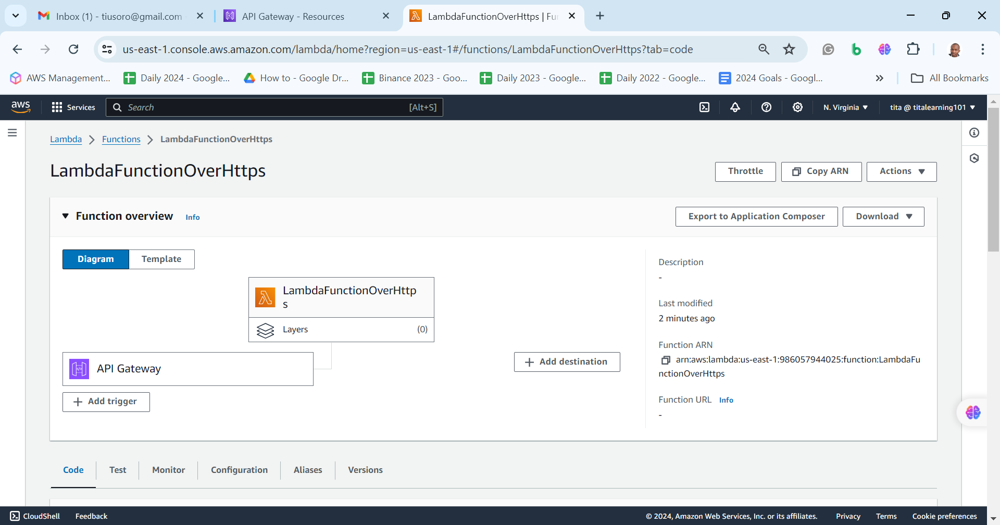 Inbox (1) - tiusoro@gmail.com
API Gateway - Resources
LambdaFunctionOverHttps | Fu
us-east-1.console.aws.amazon.com/lambda/home?region=us-east-1#/functions/LambdaFunctionOverHttps?tab=code
AWS Management...
Daily 2024 - Google...
How to - Google Dr...
Binance 2023 - Goo...
Daily 2023 - Google...
Daily 2022 - Google...
2024 Goals - Googl...
All Bookmarks
aws
Services
Search
[Alt+S]
N. Virginia
tita @ titalearning101
Lambda
Functions
LambdaFunctionOverHttps
LambdaFunctionOverHttps
Throttle
Copy ARN
Actions
Function overview
Info
Export to Application Composer
Download
Diagram
Template
LambdaFunctionOverHttp
s
Layers
(0)
API Gateway
Add trigger
Add destination
Description
-
Last modified
2 minutes ago
Function ARN
arn:aws:lambda:us-east-1:986057944025:function:LambdaFu
nctionOverHttps
Function URL
Info
-
Code
Test
Monitor
Configuration
Aliases
Versions
CloudShell
Feedback
© 2024, Amazon Web Services, Inc. or its affiliates.
Privacy
Terms
Cookie preferences